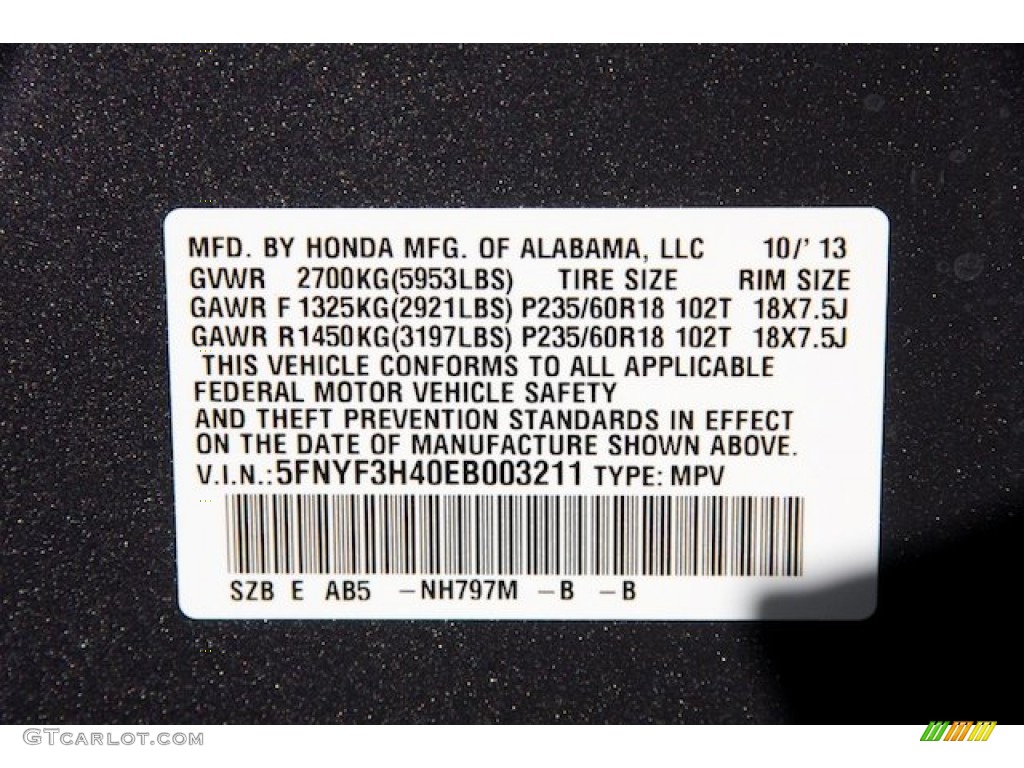 MFD. BY HONDA MFG. OF ALABAMA, LLC 10/' 13
GVWR 2700KG(5953LBS) TIRE SIZE RIM SIZE
GAWR F 1325KG(2921LBS) P235/60R18 102T 18X7.5J
GAWR R1450KG(3197LBS) P235/60R18 102T 18X7.5J
THIS VEHICLE CONFORMS TO ALL APPLICABLE
FEDERAL MOTOR VEHICLE SAFETY
AND THEFT PREVENTION STANDARDS IN EFFECT
ON THE DATE OF MANUFACTURE SHOWN ABOVE.
V.I.N.:5FNYF3H40EB003211 TYPE: MPV
SZB E AB5 –NH797M –B –B
GTCARLOT.COM